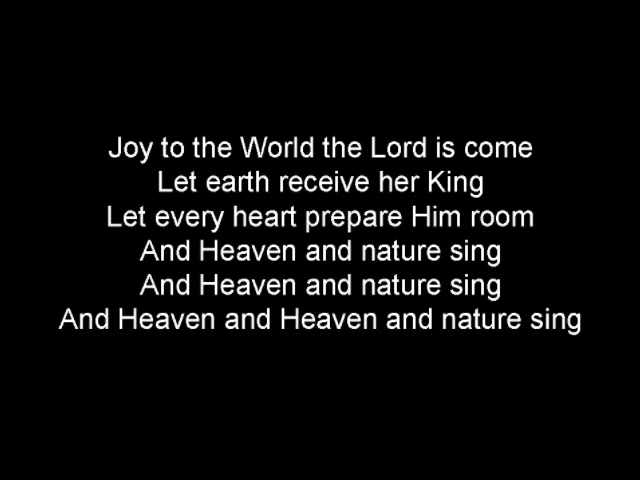 Joy to the World the Lord is come
Let earth receive her King
Let every heart prepare Him room
And Heaven and nature sing
And Heaven and nature sing
And Heaven and Heaven and nature sing